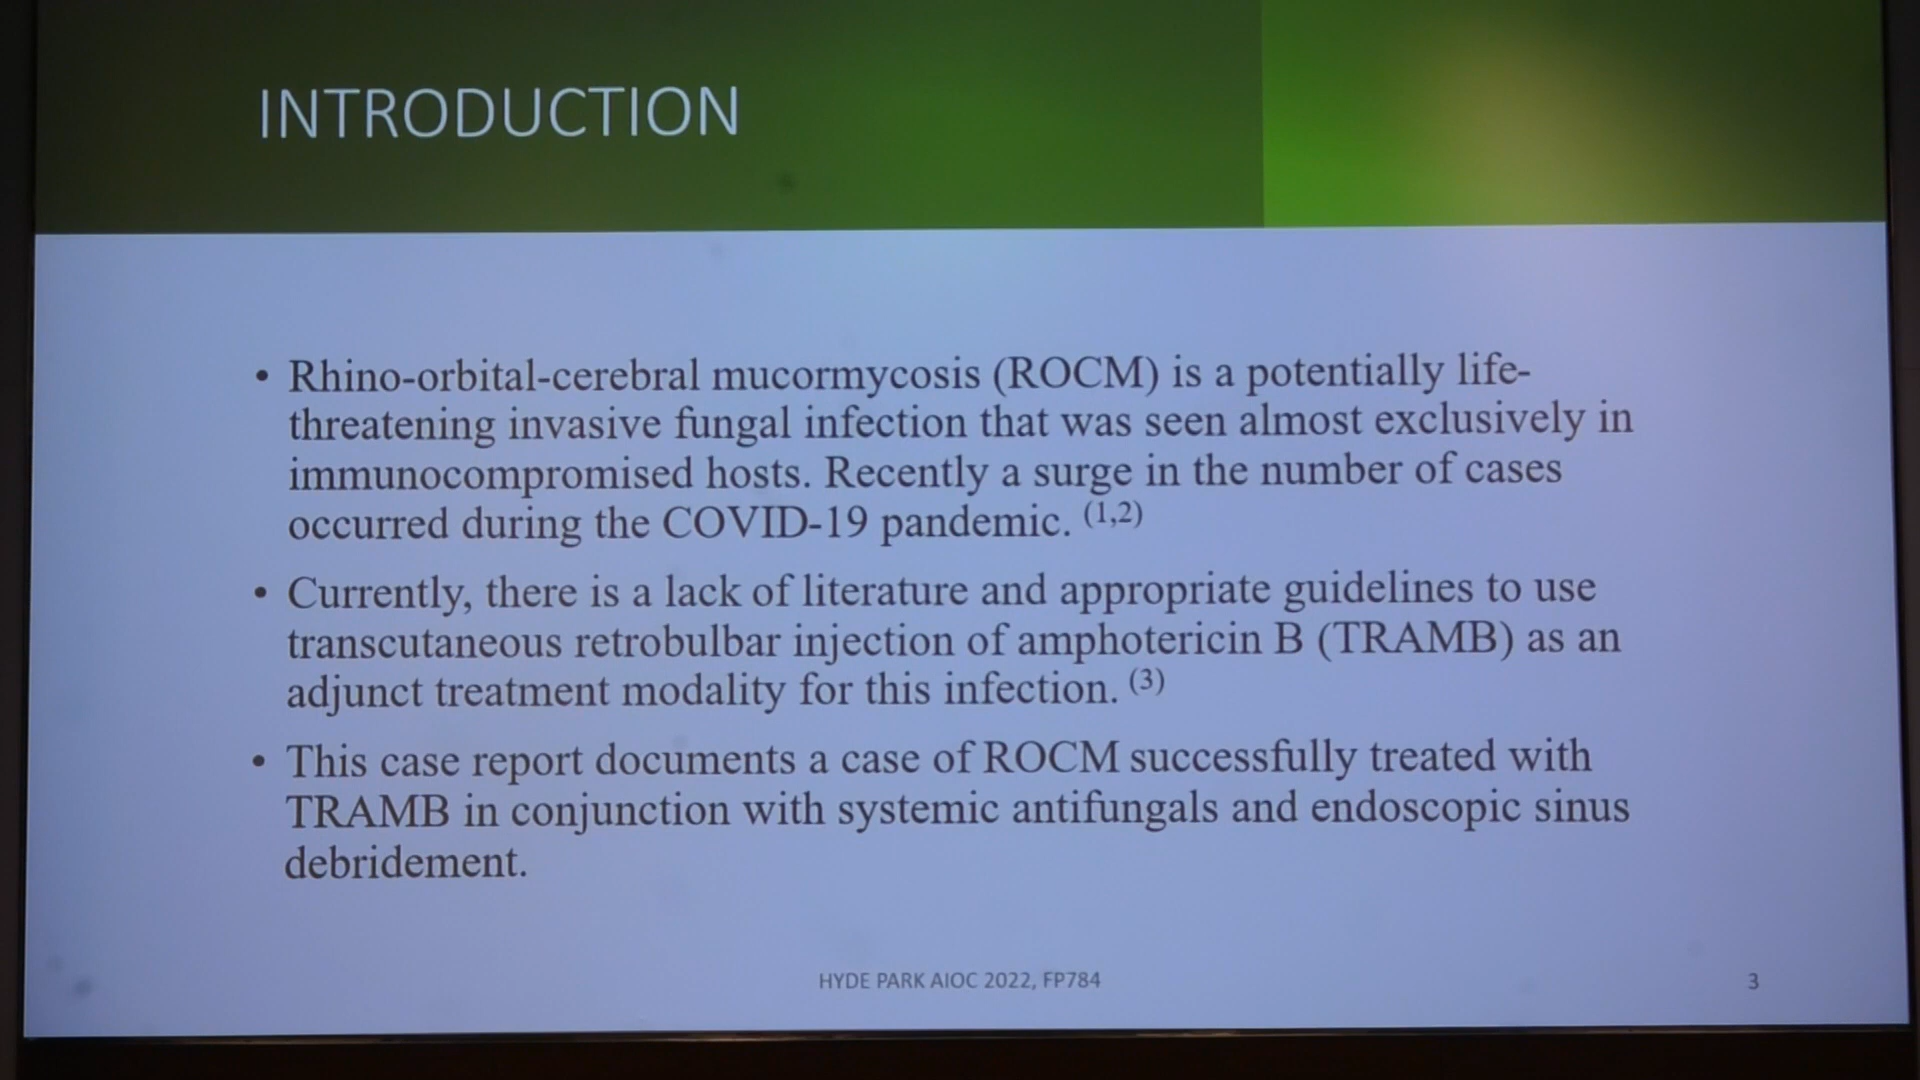 INTRODUCTION
• Rhino-orbital-cerebral mucormycosis (ROCM) is a potentially life-
threatening invasive fungal infection that was seen almost exclusively in
immunocompromised hosts. Recently a surge in the number of cases
occurred during the COVID-19 pandemic. (1,2)
• Currently, there is a lack of literature and appropriate guidelines to use
transcutaneous retrobulbar injection of amphotericin B (TRAMB) as an
adjunct treatment modality for this infection. (3)
• This case report documents a case of ROCM successfully treated with
TRAMB in conjunction with systemic antifungals and endoscopic sinus
debridement.
HYDE PARK AIOC 2022, FP784
3